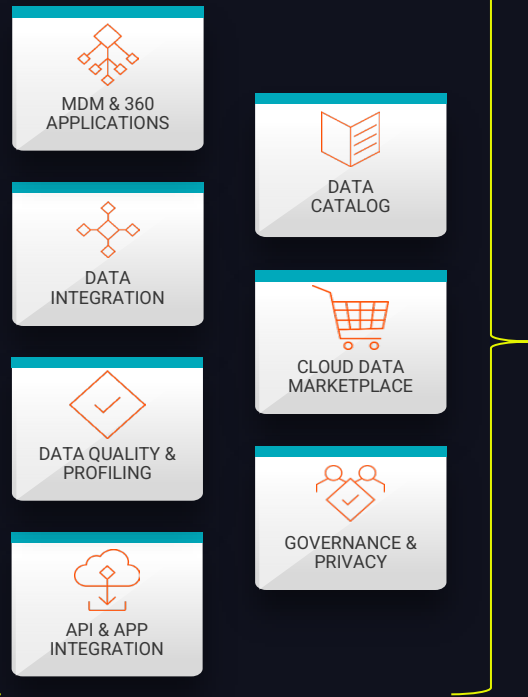 MDM & 360
APPLICATIONS
DATA
INTEGRATION
DATA QUALITY &
PROFILING
API & APP
INTEGRATION
DATA
CATALOG
CLOUD DATA
MARKETPLACE
GOVERNANCE &
PRIVACY